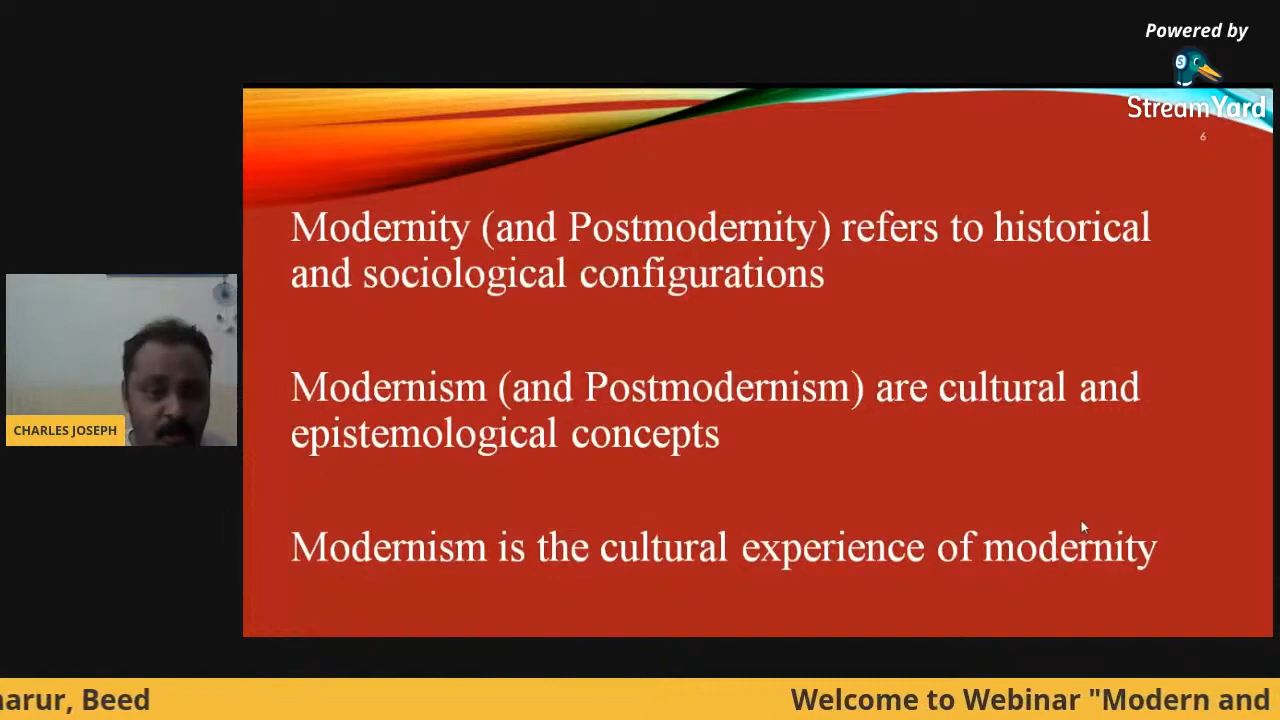 Powered by
StreamYard
6
Modernity (and Postmodernity) refers to historical
and sociological configurations
Modernism (and Postmodernism) are cultural and
epistemological concepts
Modernism is the cultural experience of modernity
CHARLES JOSEPH
Beed
Welcome to Webinar "Modern and